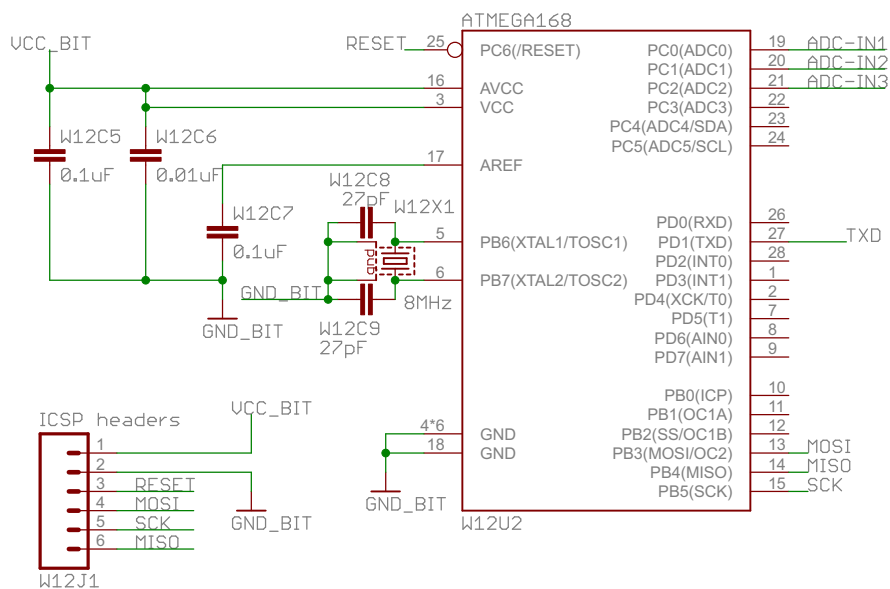 ATMEGA168
VCC_BIT
RESET 25 PC6(/RESET) PC0(ADC0) 19 ADC-IN1
PC1(ADC1) 20 ADC-IN2
16 AVCC PC2(ADC2) 21 ADC-IN3
3 VCC PC3(ADC3) 22
PC4(ADC4/SDA) 23
W12C5 W12C6 PC5(ADC5/SCL) 24
0.1uF 0.01uF
17 AREF
W12C8
27pF W12X1
W12C7
0.1uF
PD0(RXD) 26
5 PB6(XTAL1/TOSC1) PD1(TXD) 27 TXD
gnd
PD2(INT0) 28
6 PB7(XTAL2/TOSC2) PD3(INT1) 1
GND_BIT 8MHz PD4(XCK/T0) 2
PD5(T1) 7
GND_BIT W12C9
27pF
PD6(AIN0) 8
PD7(AIN1) 9
PB0(ICP) 10
PB1(OC1A) 11
4*6 GND PB2(SS/OC1B) 12
18 GND PB3(MOSI/OC2) 13 MOSI
PB4(MISO) 14 MISO
PB5(SCK) 15 SCK
GND_BIT
W12U2
ICSP headers
VCC_BIT
1
2
3 RESET
4 MOSI
5 SCK
6 MISO
GND_BIT
W12J1